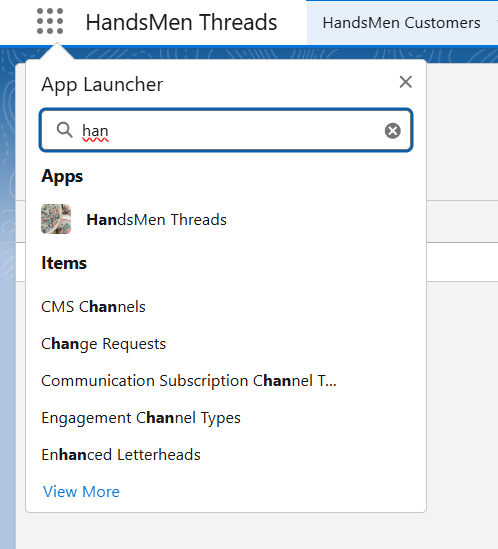 HandsMen Threads
HandsMen Customers
App Launcher
han
Apps
HandsMen Threads
Items
CMS Channels
Change Requests
Communication Subscription Channel T...
Engagement Channel Types
Enhanced Letterheads
View More